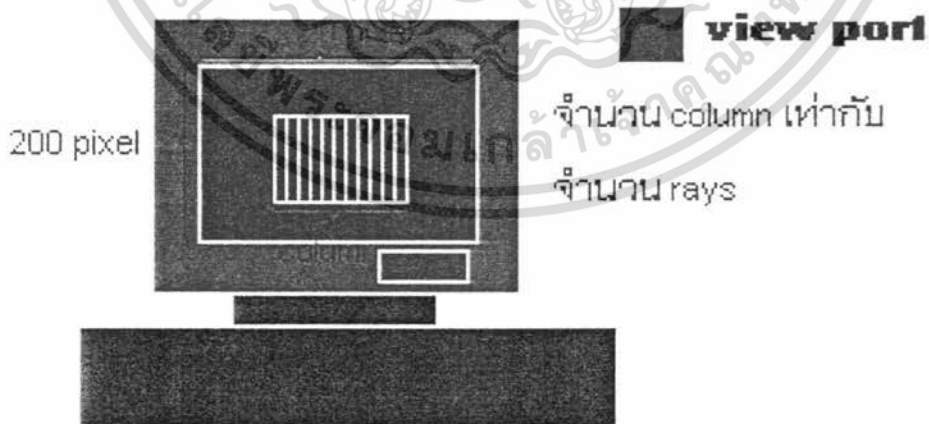 view port
200 pixel
จำนวน column เท่ากับ
จำนวน rays
column